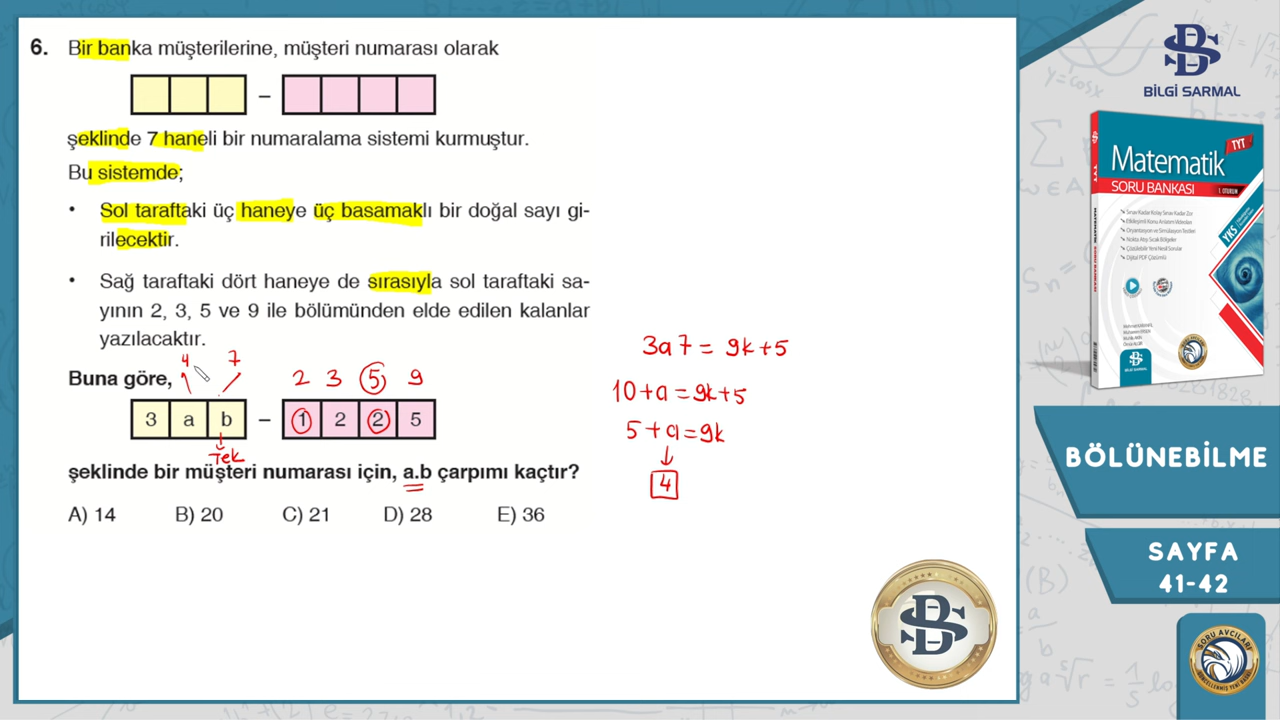 6. Bir banka müşterilerine, müşteri numarası olarak
–
şeklinde 7 haneli bir numaralama sistemi kurmuştur.
Bu sistemde;
• Sol taraftaki üç haneye üç basamaklı bir doğal sayı gi-
rilecektir.
• Sağ taraftaki dört haneye de sırasıyla sol taraftaki sa-
yının 2, 3, 5 ve 9 ile bölümünden elde edilen kalanlar
yazılacaktır.
4 7
Buna göre, 2 3 5 9
3 a b – 1 2 2 5
Tek
şeklinde bir müşteri numarası için, a.b çarpımı kaçtır?
A) 14 B) 20 C) 21 D) 28 E) 36
3a7 = 9k+5
10+a = 9k+5
5+a = 9k
4
BİLGİ SARMAL
TYT
Matematik
SORU BANKASI
1. OTURUM
YKS
BÖLÜNEBİLME
SAYFA
41-42
SORU AVCILARI